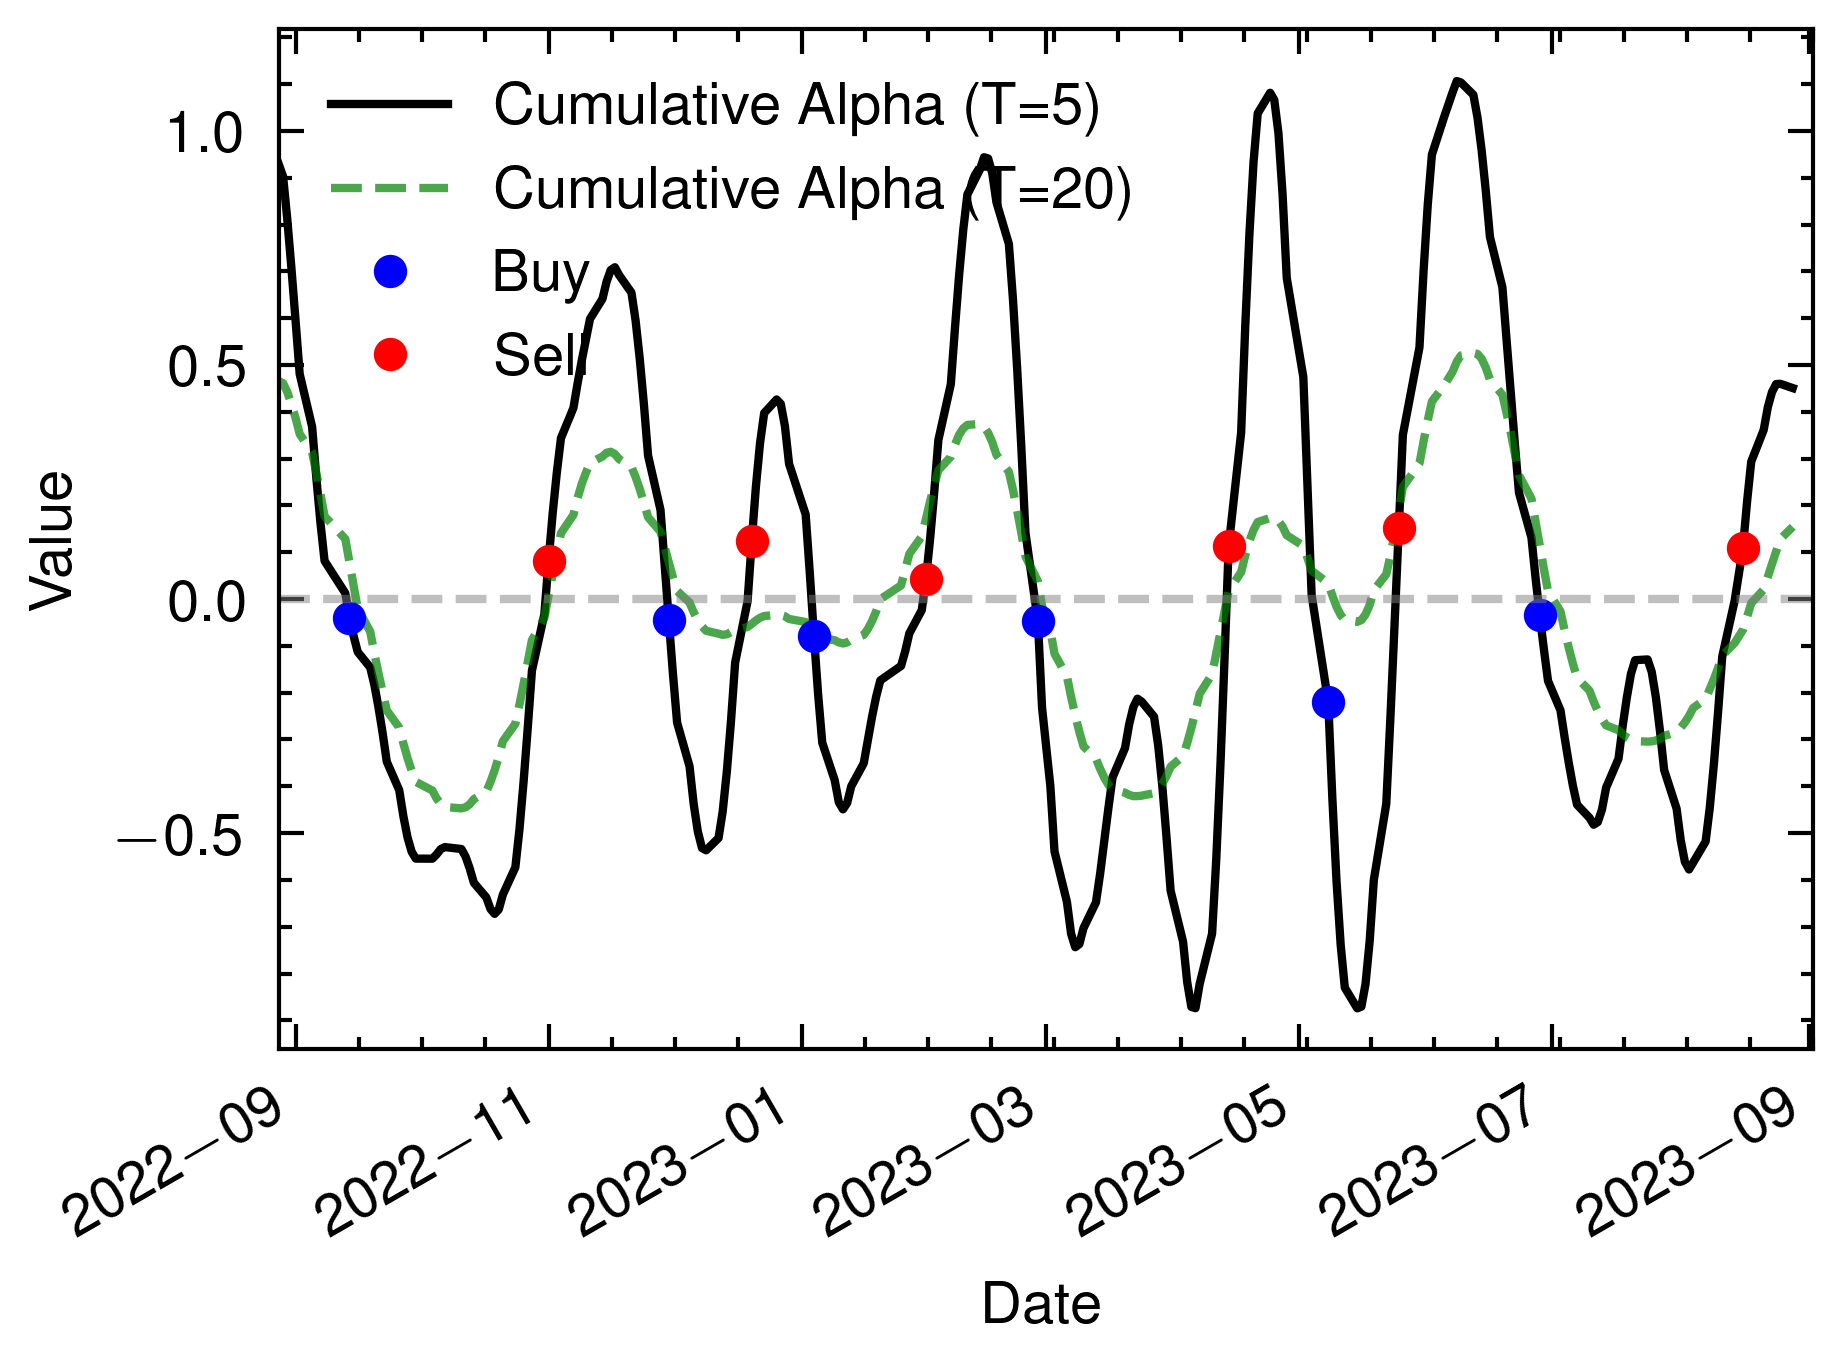 Cumulative Alpha (T=5)
Cumulative Alpha (T=20)
Buy
Sell
1.0
0.5
0.0
−0.5
Value
2022−09
2022−11
2023−01
2023−03
2023−05
2023−07
2023−09
Date